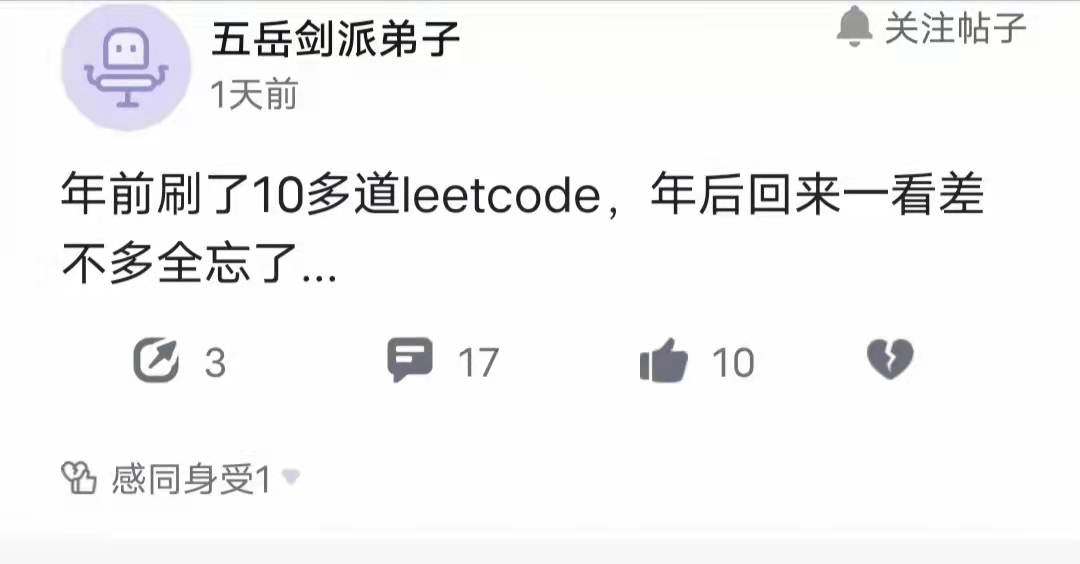 五岳剑派弟子
关注帖子
1天前
年前刷了10多道leetcode，年后回来一看差
不多全忘了...
3
17
10
感同身受1